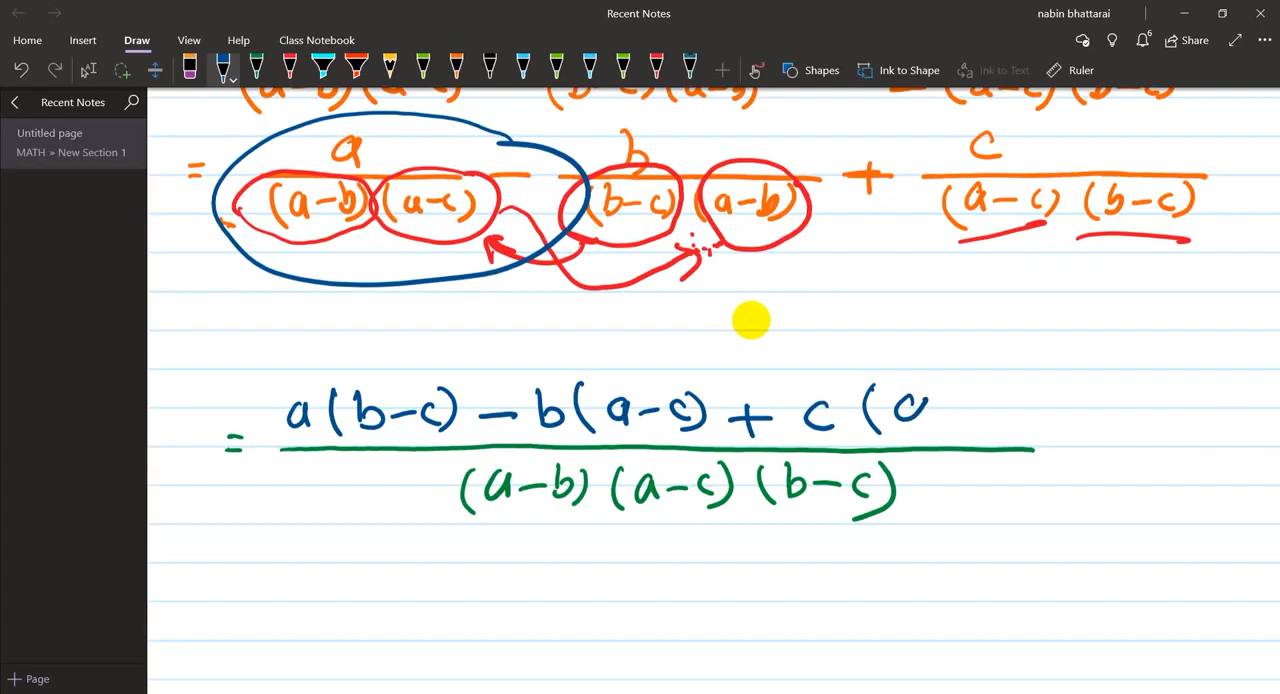 Recent Notes
nabin bhattarai
Home Insert Draw View Help Class Notebook
6 Share
Shapes Ink to Shape Ink to Text Ruler
Recent Notes
Untitled page
MATH » New Section 1
= a/(a-b)(a-c) - b/(b-c)(a-b) + c/(a-c)(b-c)
a(b-c) - b(a-c) + c (
=
(a-b)(a-c)(b-c)
+ Page